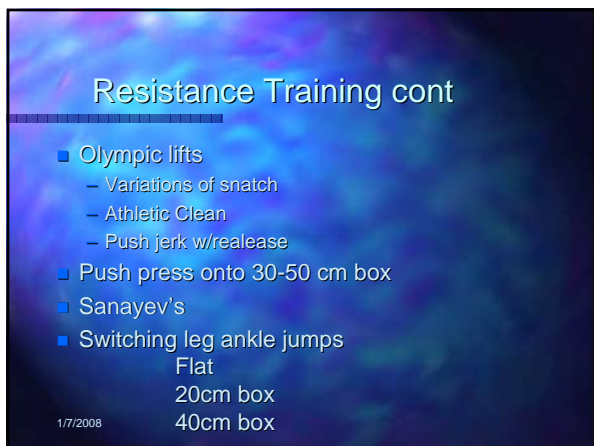 Resistance Training cont
Olympic lifts
– Variations of snatch
– Athletic Clean
– Push jerk w/realease
Push press onto 30-50 cm box
Sanayev’s
Switching leg ankle jumps
Flat
20cm box
40cm box
1/7/2008